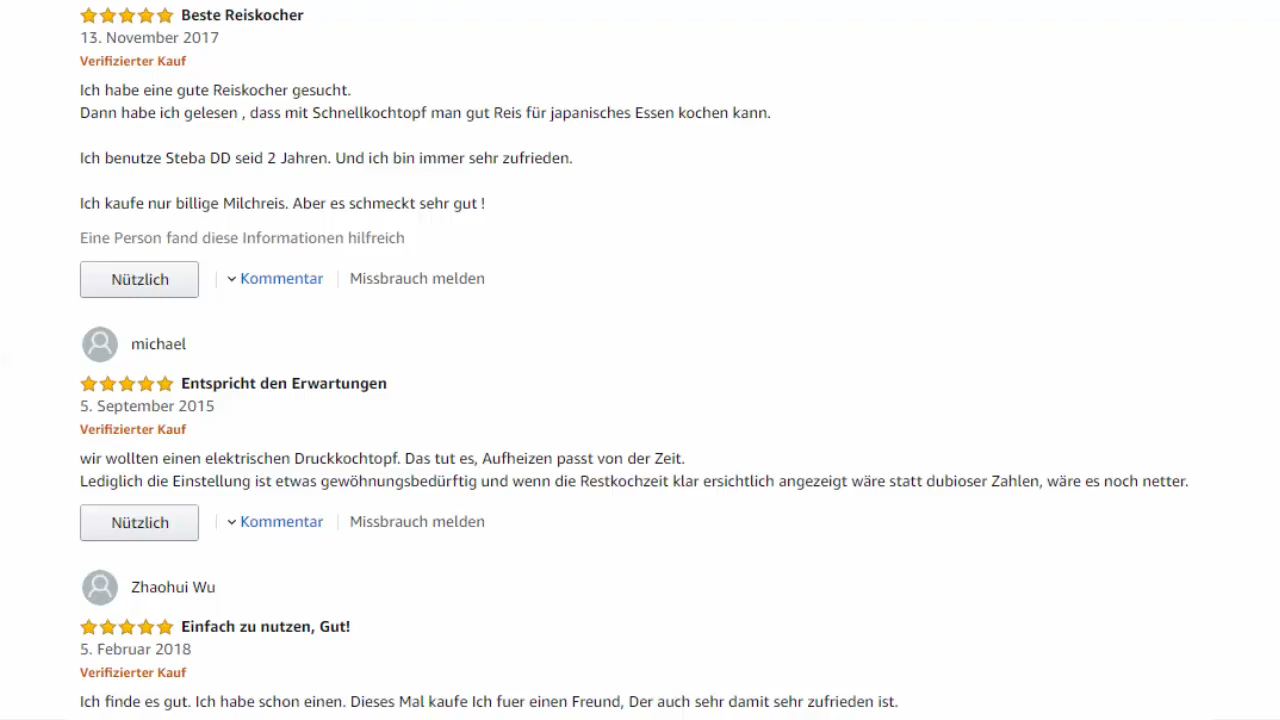 Beste Reiskocher
13. November 2017
Verifizierter Kauf
Ich habe eine gute Reiskocher gesucht.
Dann habe ich gelesen , dass mit Schnellkochtopf man gut Reis für japanisches Essen kochen kann.
Ich benutze Steba DD seid 2 Jahren. Und ich bin immer sehr zufrieden.
Ich kaufe nur billige Milchreis. Aber es schmeckt sehr gut !
Eine Person fand diese Informationen hilfreich
Nützlich Kommentar Missbrauch melden
michael
Entspricht den Erwartungen
5. September 2015
Verifizierter Kauf
wir wollten einen elektrischen Druckkochtopf. Das tut es, Aufheizen passt von der Zeit.
Lediglich die Einstellung ist etwas gewöhnungsbedürftig und wenn die Restkochzeit klar ersichtlich angezeigt wäre statt dubioser Zahlen, wäre es noch netter.
Nützlich Kommentar Missbrauch melden
Zhaohui Wu
Einfach zu nutzen, Gut!
5. Februar 2018
Verifizierter Kauf
Ich finde es gut. Ich habe schon einen. Dieses Mal kaufe Ich fuer einen Freund, Der auch sehr damit sehr zufrieden ist.